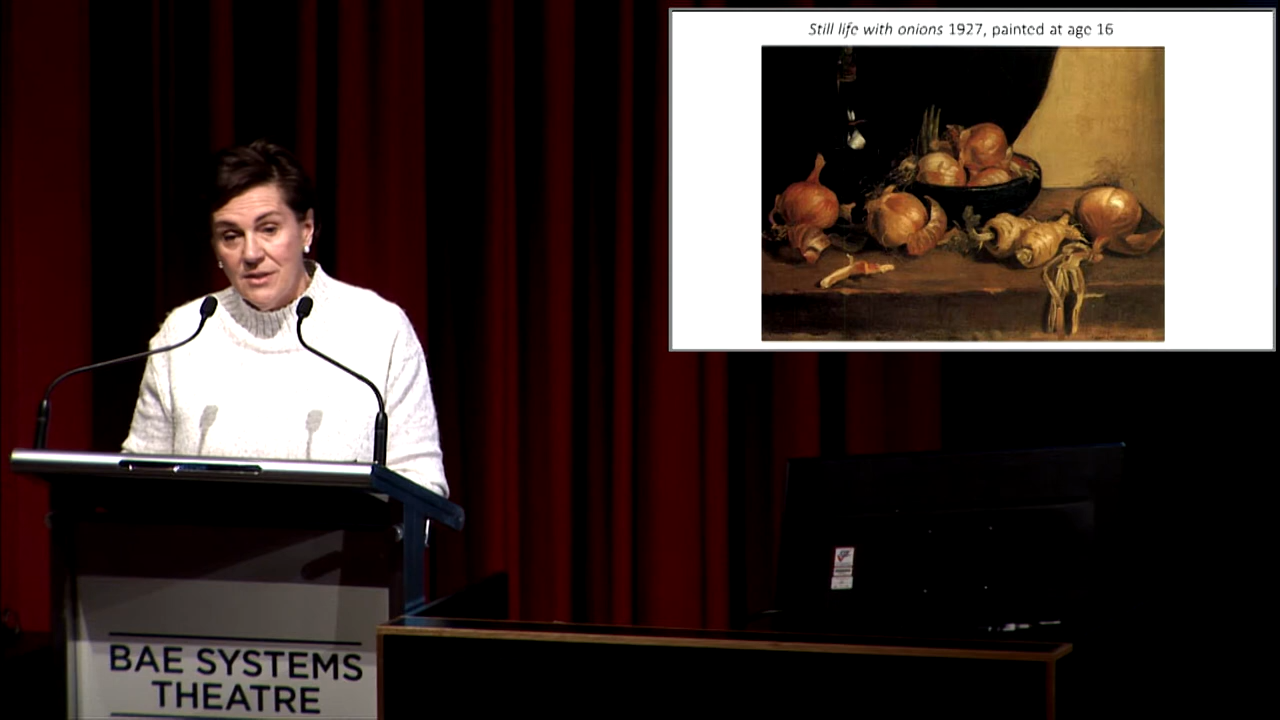 Still life with onions 1927, painted at age 16
BAE SYSTEMS
THEATRE